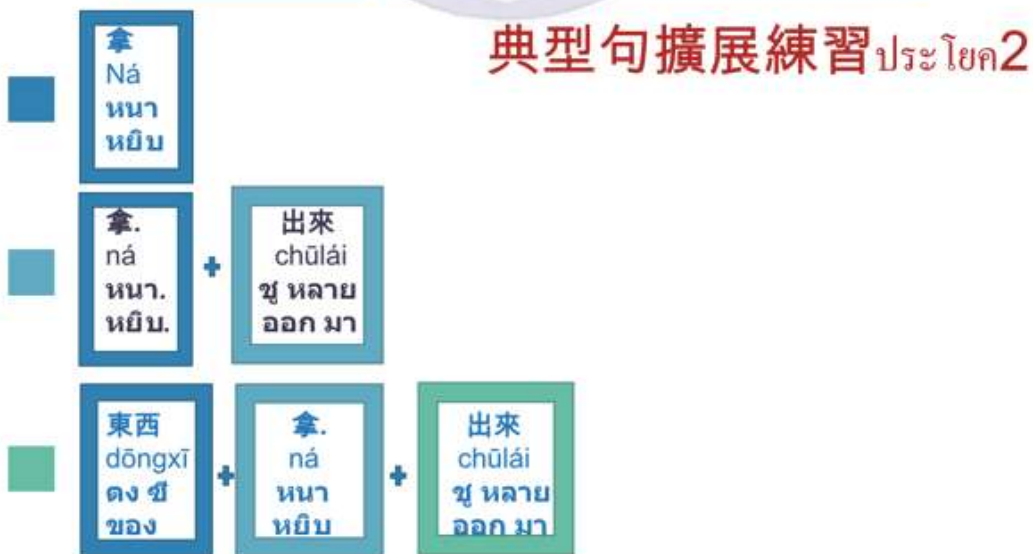 典型句擴展練習ประโยค2
拿
Ná
หนา
หยิบ
拿.
ná
หนา.
หยิบ.
+
出來
chūlái
ชู หลาย
ออก มา
東西
dōngxī
ตง ซี
ของ
+
拿.
ná
หนา
หยิบ
+
出來
chūlái
ชู หลาย
ออก มา